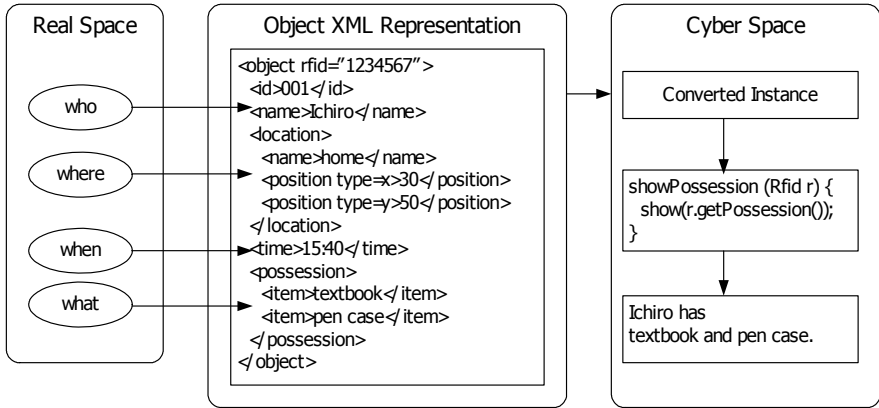 Real Space
who
where
when
what
Object XML Representation
<object rfid="1234567">
<id>001</id>
<name>Ichiro</name>
<location>
<name>home</name>
<position type=x>30</position>
<position type=y>50</position>
</location>
<time>15:40</time>
<possession>
<item>textbook</item>
<item>pen case</item>
</possession>
</object>
Cyber Space
Converted Instance
showPossession (Rfid r) {
show(r.getPossession());
}
Ichiro has
textbook and pen case.